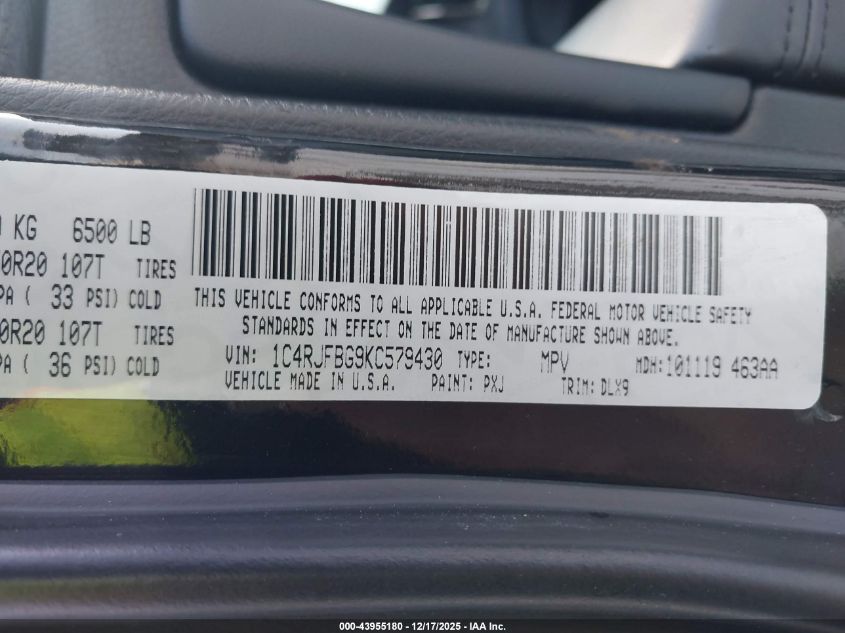 KG 6500 LB
0R20 107T TIRES
PA ( 33 PSI) COLD
0R20 107T TIRES
PA ( 36 PSI) COLD
THIS VEHICLE CONFORMS TO ALL APPLICABLE U.S.A. FEDERAL MOTOR VEHICLE SAFETY
STANDARDS IN EFFECT ON THE DATE OF MANUFACTURE SHOWN ABOVE.
VIN: 1C4RJFBG9KC579430 TYPE: MPV MDH:101119 463AA
VEHICLE MADE IN U.S.A. PAINT: PXJ TRIM: DLX9
000-43955180 - 12/17/2025 - IAA Inc.